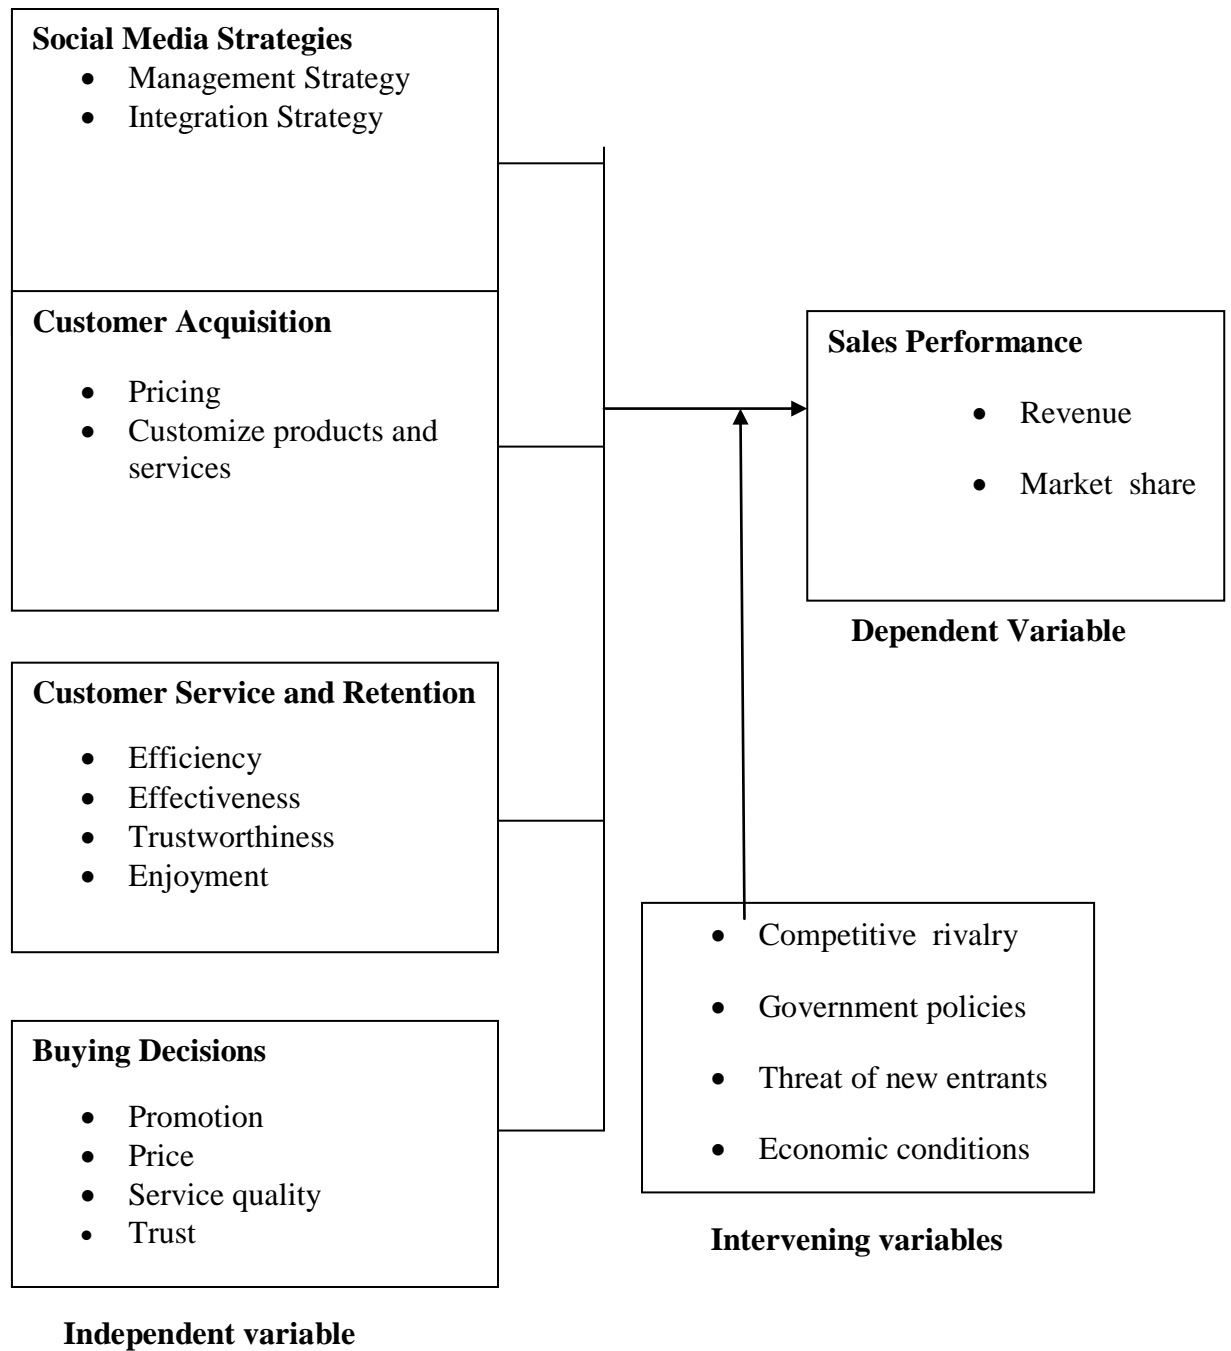 Social Media Strategies
• Management Strategy
• Integration Strategy
Customer Acquisition
• Pricing
• Customize products and
services
Customer Service and Retention
• Efficiency
• Effectiveness
• Trustworthiness
• Enjoyment
Buying Decisions
• Promotion
• Price
• Service quality
• Trust
Independent variable
Sales Performance
• Revenue
• Market share
Dependent Variable
• Competitive rivalry
• Government policies
• Threat of new entrants
• Economic conditions
Intervening variables